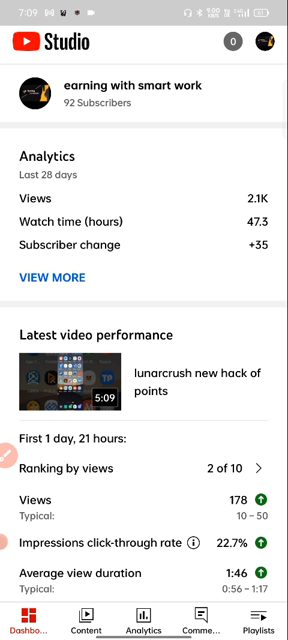 7:09
Studio
0
earning with smart work
92 Subscribers
Analytics
Last 28 days
Views 2.1K
Watch time (hours) 47.3
Subscriber change +35
VIEW MORE
Latest video performance
5:09
lunarcrush new hack of
points
First 1 day, 21 hours:
Ranking by views 2 of 10
Views 178
Typical: 10 – 50
Impressions click-through rate 22.7%
Average view duration 1:46
Typical: 0:56 – 1:17
Dashbo... Content Analytics Comme... Playlists